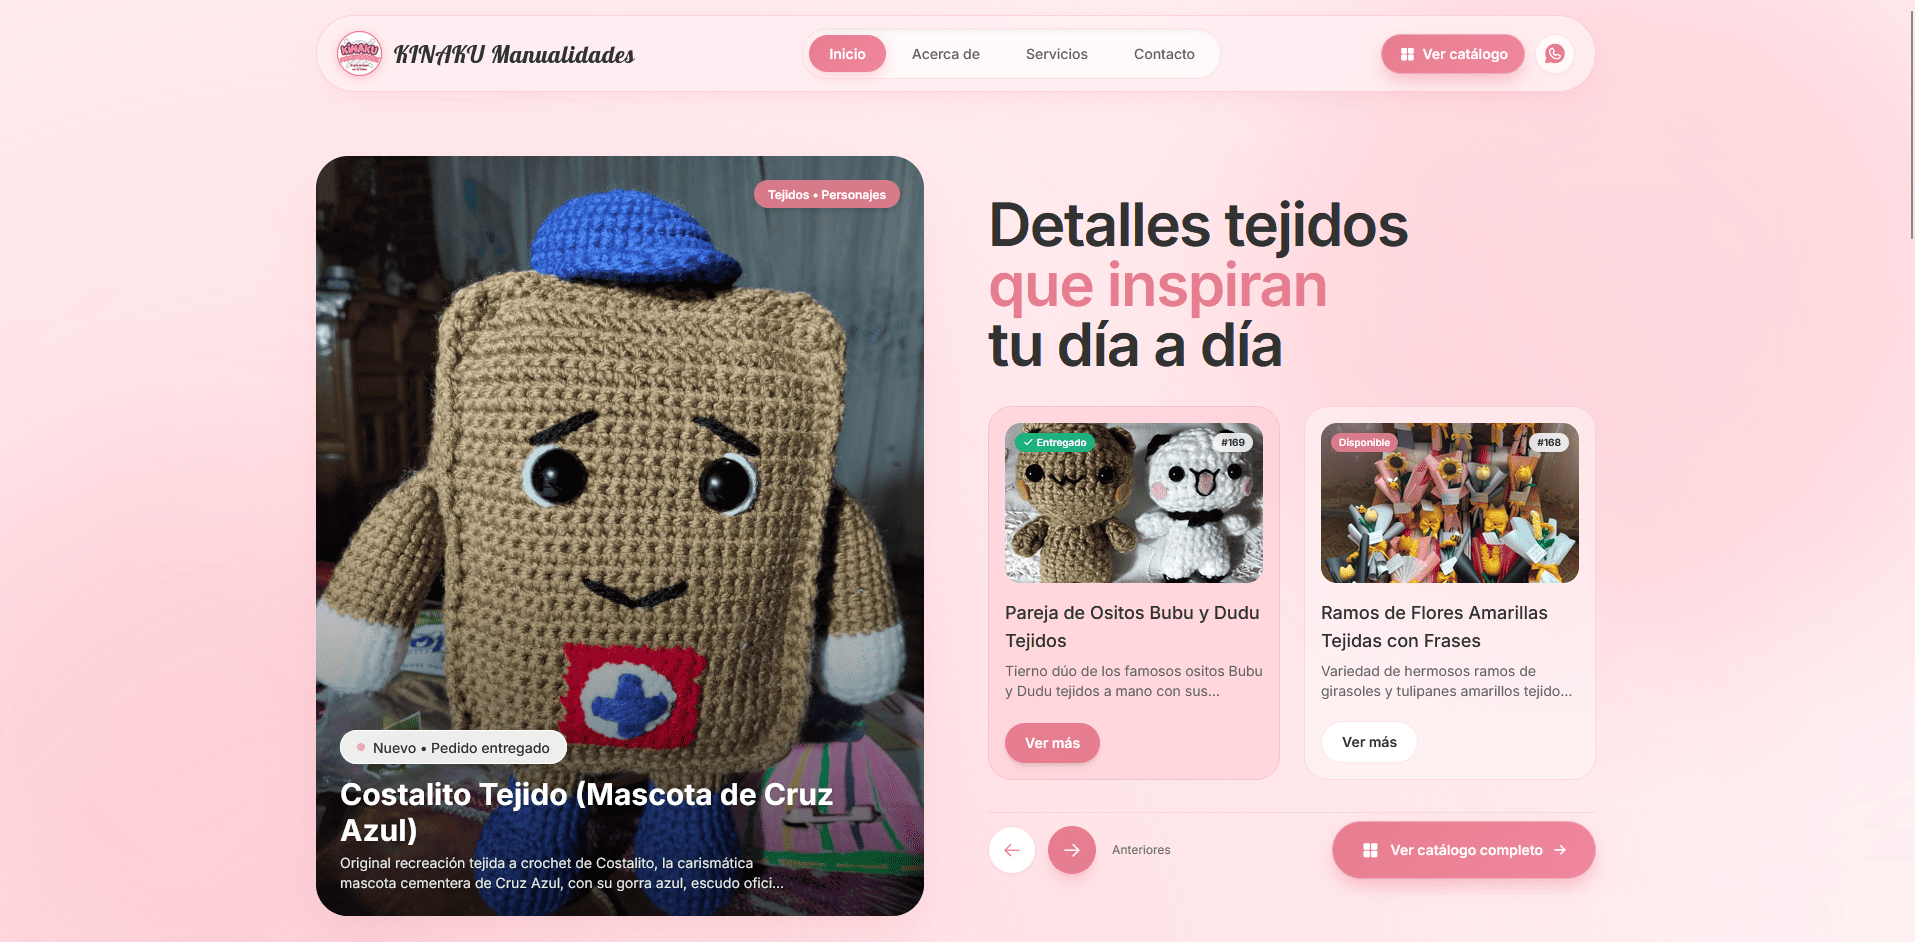 KINAKU
KINAKU Manualidades
Inicio
Acerca de
Servicios
Contacto
Ver catálogo
Tejidos • Personajes
Nuevo • Pedido entregado
Costalito Tejido (Mascota de Cruz
Azul)
Original recreación tejida a crochet de Costalito, la carismática
mascota cementera de Cruz Azul, con su gorra azul, escudo ofici...
Detalles tejidos
que inspiran
tu día a día
Entregado
#169
Pareja de Ositos Bubu y Dudu
Tejidos
Tierno dúo de los famosos ositos Bubu
y Dudu tejidos a mano con sus...
Ver más
Disponible
#168
Ramos de Flores Amarillas
Tejidas con Frases
Variedad de hermosos ramos de
girasoles y tulipanes amarillos tejido...
Ver más
Anteriores
Ver catálogo completo